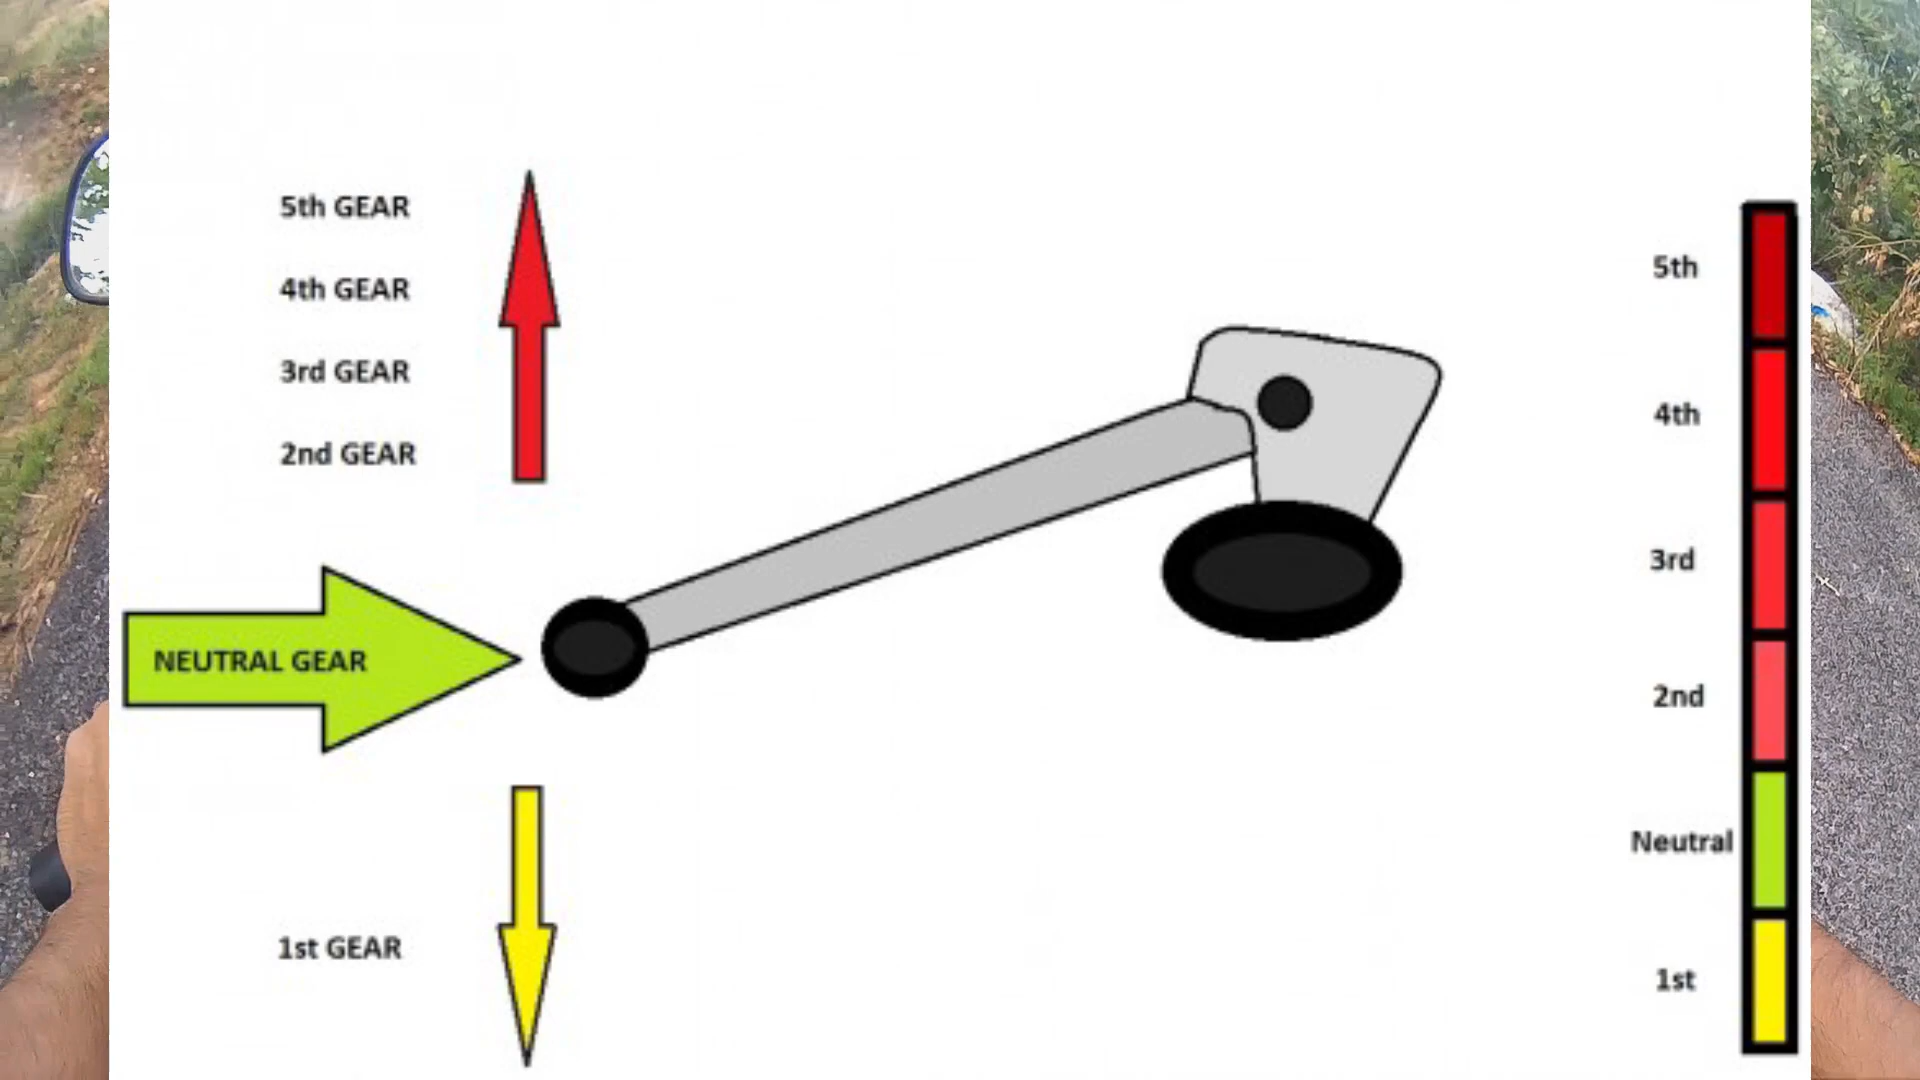 5th GEAR
4th GEAR
3rd GEAR
2nd GEAR
NEUTRAL GEAR
1st GEAR
5th
4th
3rd
2nd
Neutral
1st